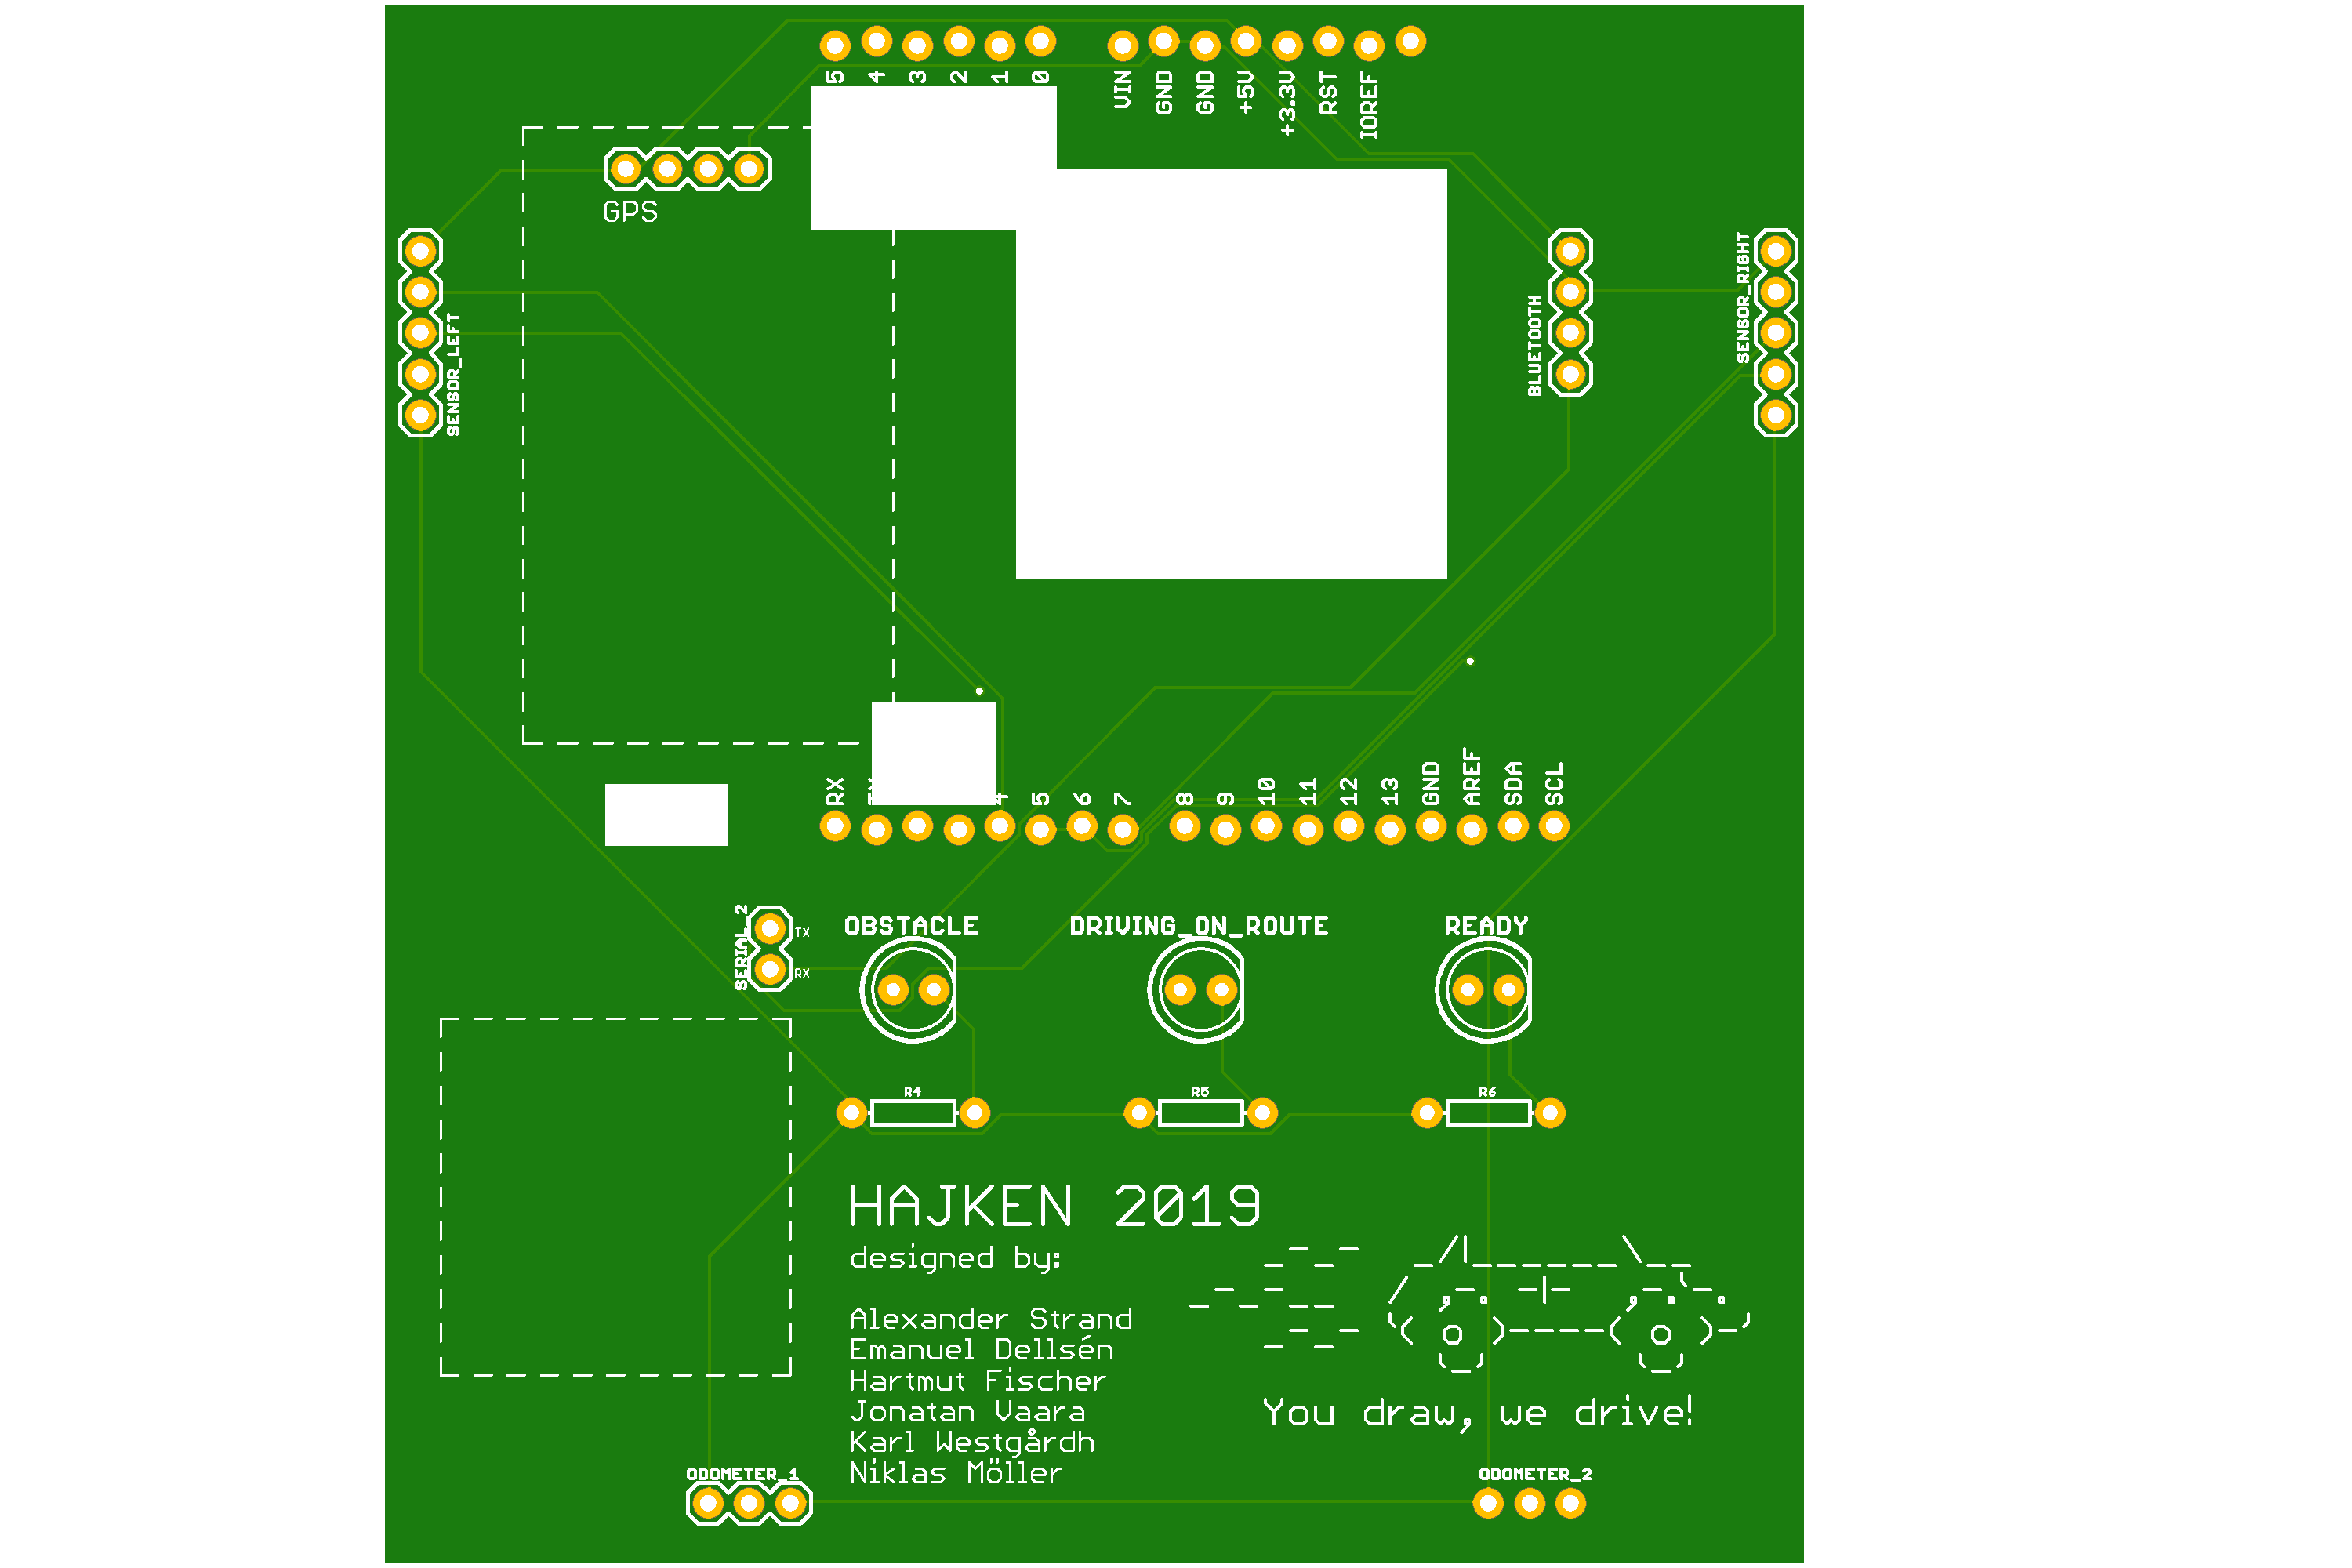 5 4 3 2 1 0 VIN GND GND +5V +3.3V RST IOREF
GPS
SENSOR_LEFT
BLUETOOTH
SENSOR_RIGHT
RX 4 5 6 7 8 9 10 11 12 13 GND AREF SDA SCL
SERIAL_2
TX
RX
OBSTACLE DRIVING_ON_ROUTE READY
R4 R5 R6
HAJKEN 2019
designed by:
Alexander Strand
Emanuel Dellsén
Hartmut Fischer
Jonatan Vaara
Karl Westgårdh
Niklas Möller
You draw, we drive!
ODOMETER_1 ODOMETER_2